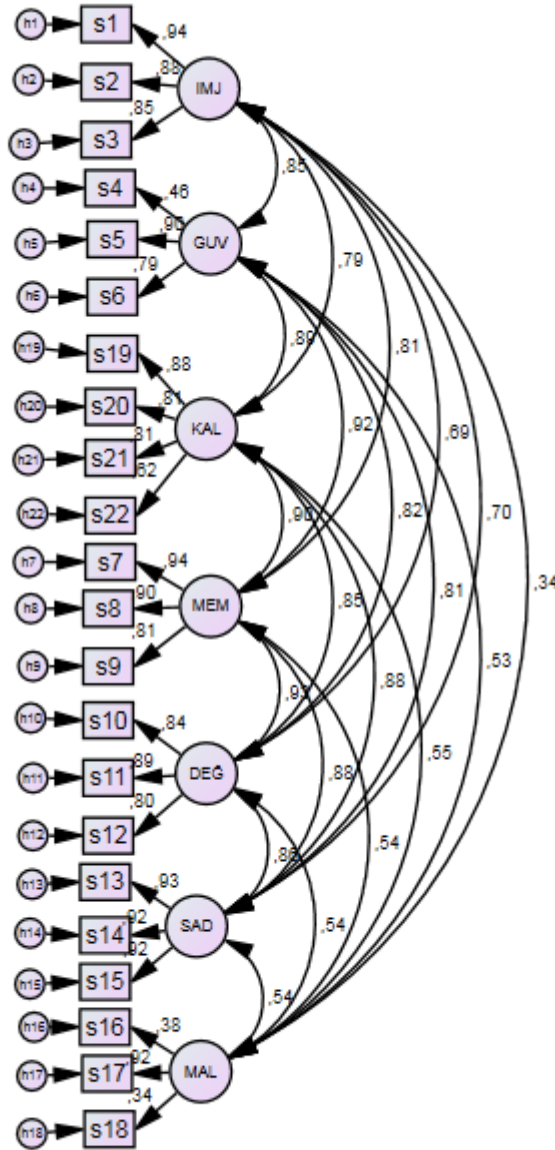 h1 s1 ,94
h2 s2 ,88 IMJ
h3 s3 ,85
h4 s4 ,46 ,85
h5 s5 GUV
h6 s6 ,79 ,79
h19 s19 ,88 ,81
h20 s20 ,81 ,92 ,69
h21 s21 ,81 KAL ,70
h22 s22 ,62 ,82
h7 s7 ,94 ,90 ,81 ,34
h8 s8 ,90 MEM ,85 ,53
h9 s9 ,81 ,88
h10 s10 ,84 ,93 ,55
h11 s11 ,89 DEĞ ,88
h12 s12 ,80 ,54
h13 s13 ,93 ,86 ,54
h14 s14 ,92 SAD
h15 s15 ,92 ,54
h16 s16 ,38
h17 s17 ,92 MAL
h18 s18 ,34